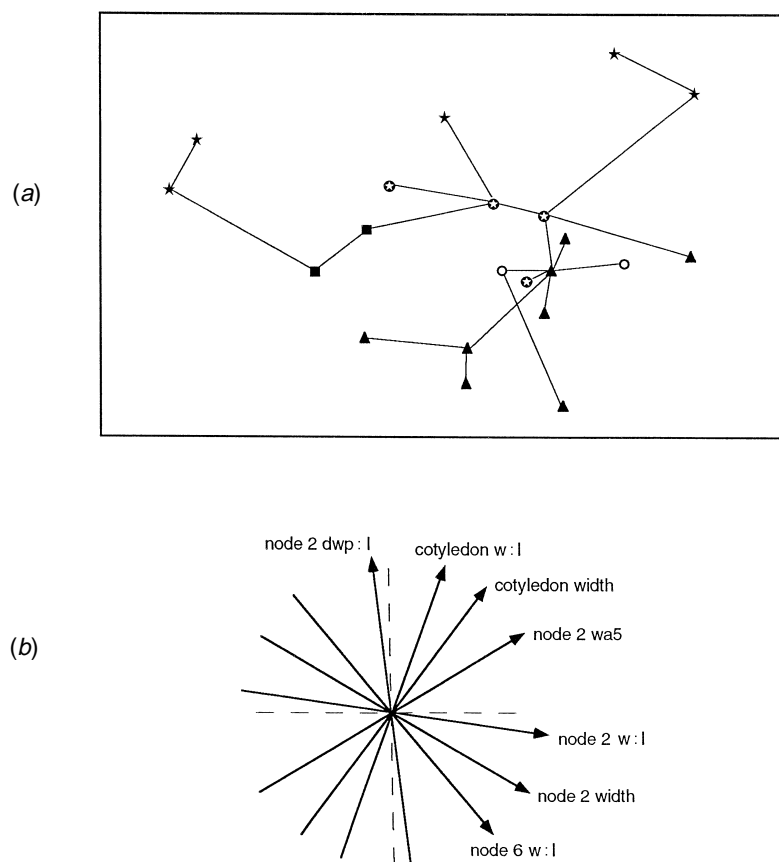 (a)
node 2 dwp : l
cotyledon w : l
cotyledon width
node 2 wa5
(b)
node 2 w : l
node 2 width
node 6 w : l